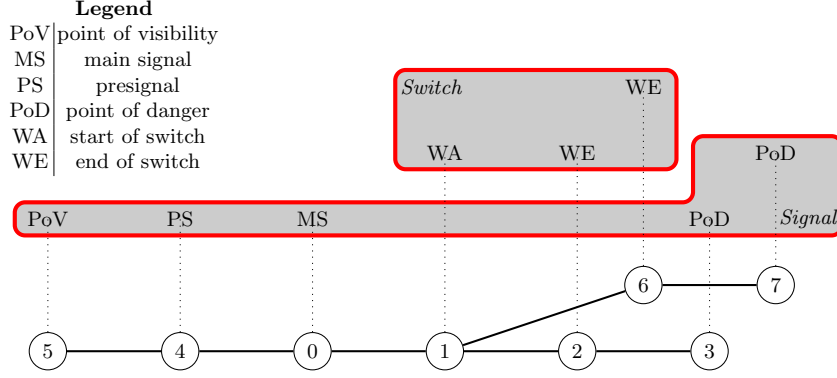 Legend
PoV point of visibility
MS main signal
PS presignal
PoD point of danger
WA start of switch
WE end of switch
Switch WE
WA WE PoD
PoV PS MS PoD Signal
6 7
5 4 0 1 2 3